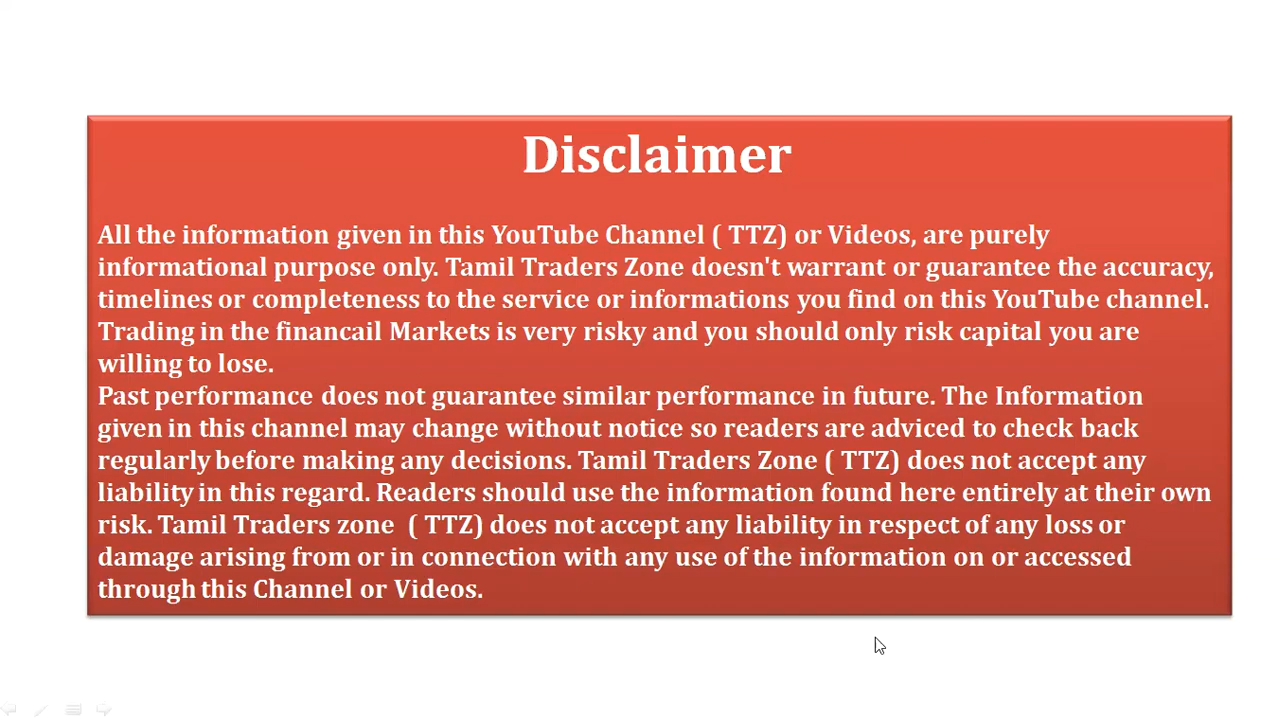 Disclaimer
All the information given in this YouTube Channel ( TTZ) or Videos, are purely
informational purpose only. Tamil Traders Zone doesn't warrant or guarantee the accuracy,
timelines or completeness to the service or informations you find on this YouTube channel.
Trading in the financail Markets is very risky and you should only risk capital you are
willing to lose.
Past performance does not guarantee similar performance in future. The Information
given in this channel may change without notice so readers are adviced to check back
regularly before making any decisions. Tamil Traders Zone ( TTZ) does not accept any
liability in this regard. Readers should use the information found here entirely at their own
risk. Tamil Traders zone  ( TTZ) does not accept any liability in respect of any loss or
damage arising from or in connection with any use of the information on or accessed
through this Channel or Videos.